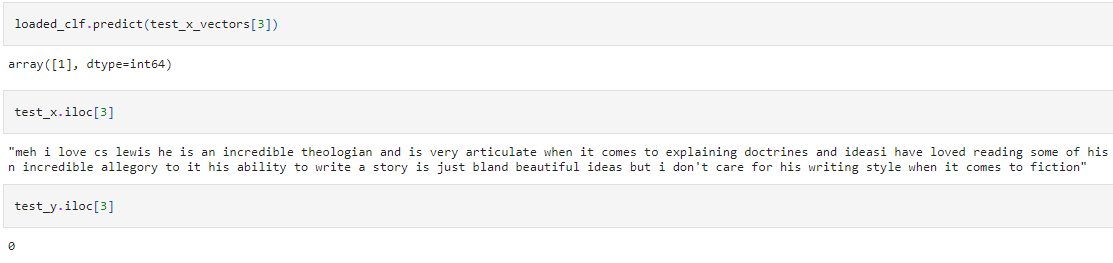 loaded_clf.predict(test_x_vectors[3])
array([1], dtype=int64)
test_x.iloc[3]
"meh i love cs lewis he is an incredible theologian and is very articulate when it comes to explaining doctrines and ideasi have loved reading some of his
n incredible allegory to it his ability to write a story is just bland beautiful ideas but i don't care for his writing style when it comes to fiction"
test_y.iloc[3]
0